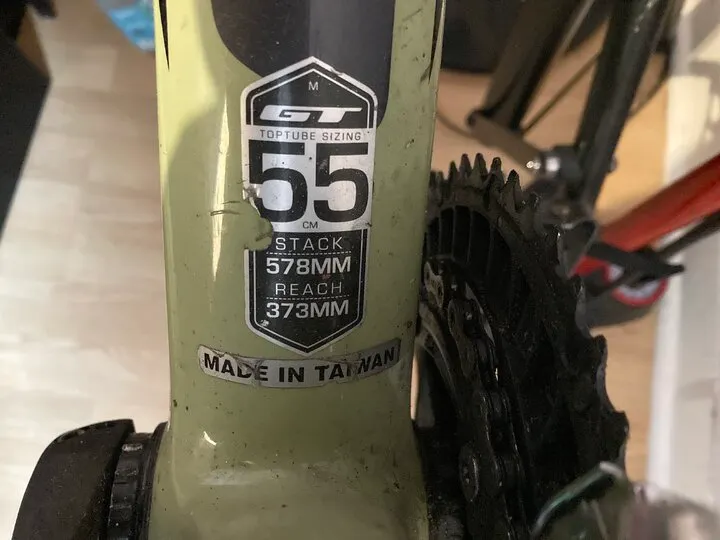 M
GT
TOPTUBE SIZING
55
CM
STACK
578MM
REACH
373MM
MADE IN TAIWAN